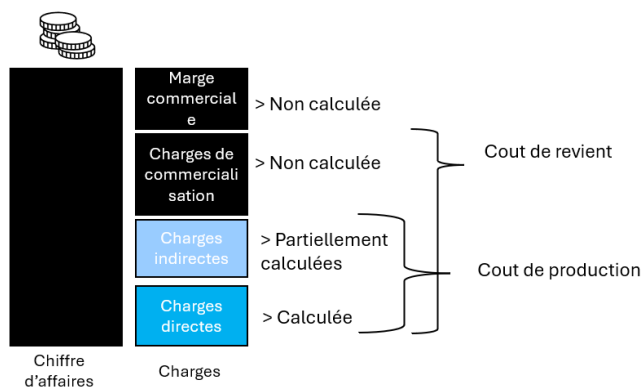 Marge
commercial
e
> Non calculée
Charges de
commerciali
sation
> Non calculée
Cout de revient
Charges
indirectes
> Partiellement
calculées
Cout de production
Charges
directes
> Calculée
Chiffre
d'affaires
Charges